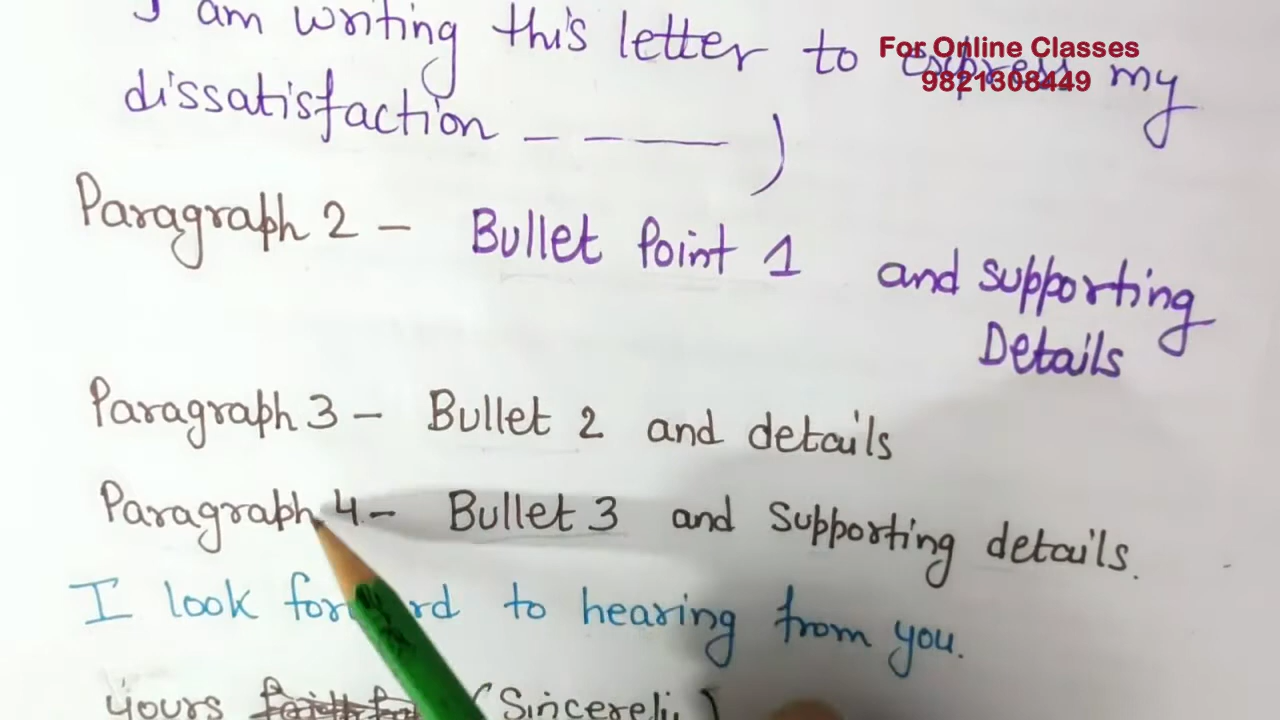 I am writing this letter to express my
For Online Classes
9821308449
dissatisfaction - - — )
Paragraph 2 - Bullet Point 1 and supporting
Details
Paragraph 3 - Bullet 2 and details
Paragraph 4 - Bullet 3 and supporting details.
I look forward to hearing from you.
yours (Sincerely)